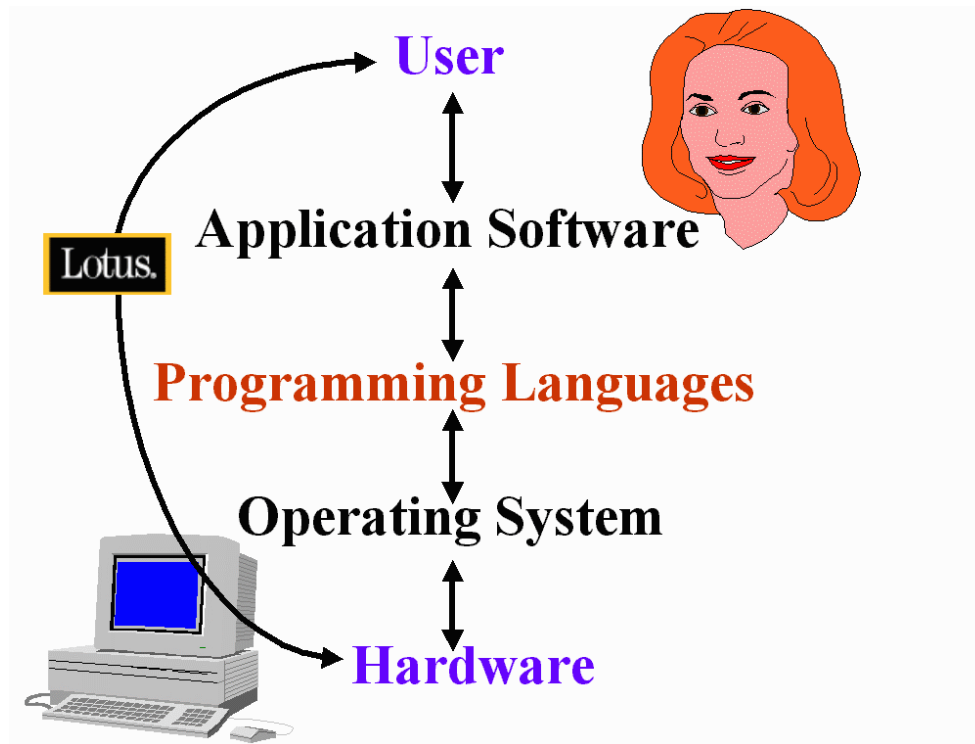 User
Application Software
Lotus.
Programming Languages
Operating System
Hardware